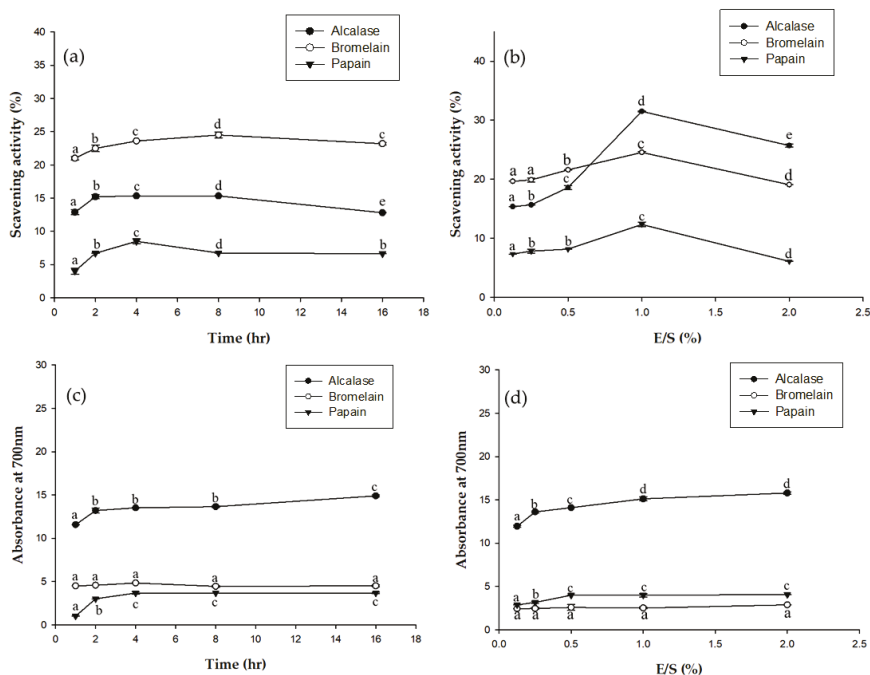 (a)
Alcalase
Bromelain
Papain
Scavening activity (%)
40
35
30
25
20
15
10
5
0
a b c d c
a b c d e
a b c d b
0 2 4 6 8 10 12 14 16 18
Time (hr)
(b)
Alcalase
Bromelain
Papain
Scavening activity (%)
40
30
20
10
0
d
e
a a b c d
a b c
a b b c d
0.0 0.5 1.0 1.5 2.0 2.5
E/S (%)
(c)
Alcalase
Bromelain
Papain
Absorbance at 700nm
30
25
20
15
10
5
0
a b b b c
a a a a a
a b c c c
0 2 4 6 8 10 12 14 16 18
Time (hr)
(d)
Alcalase
Bromelain
Papain
Absorbance at 700nm
30
25
20
15
10
5
0
a b c d d
a b c c c
a a a a a
0.0 0.5 1.0 1.5 2.0 2.5
E/S (%)